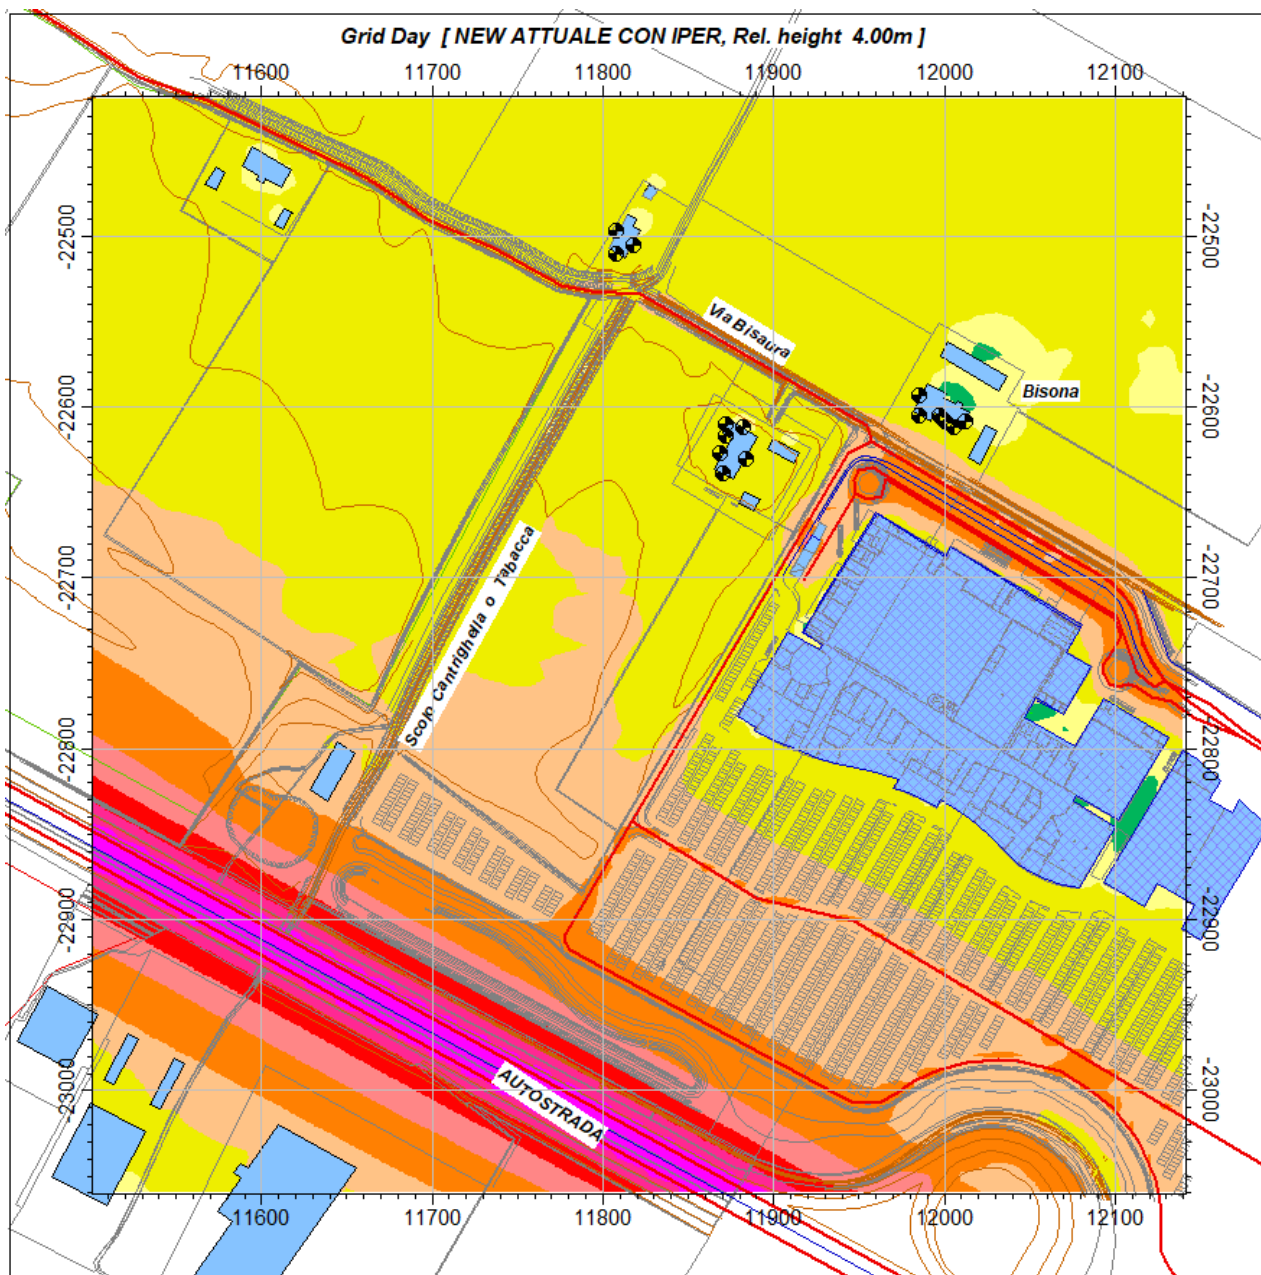 Grid Day [ NEW ATTUALE CON IPER, Rel. height 4.00m ]
11600 11700 11800 11900 12000 12100
-22500 -22500
Via Bisaura
Bisona
-22600 -22600
Scolo Cantrighella o Tabacca
-22700 -22700
-22800 -22800
-22900 -22900
-23000 -23000
AUTOSTRADA
11600 11700 11800 11900 12000 12100